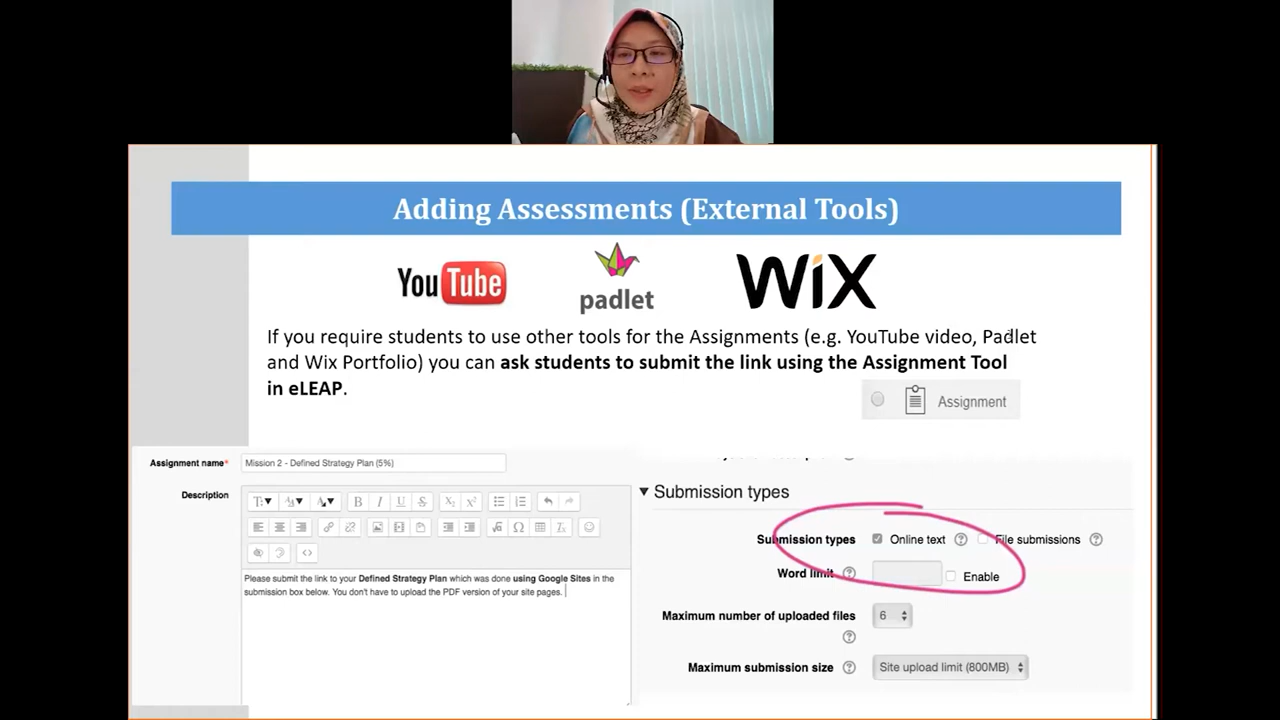 Adding Assessments (External Tools)
YouTube
padlet
WiX
If you require students to use other tools for the Assignments (e.g. YouTube video, Padlet
and Wix Portfolio) you can ask students to submit the link using the Assignment Tool
in eLEAP.
Assignment
Assignment name* Mission 2 - Defined Strategy Plan (5%)
Description
Please submit the link to your Defined Strategy Plan which was done using Google Sites in the
submission box below. You don't have to upload the PDF version of your site pages.
Submission types
Submission types Online text File submissions
Word limit Enable
Maximum number of uploaded files 6
Maximum submission size Site upload limit (800MB)